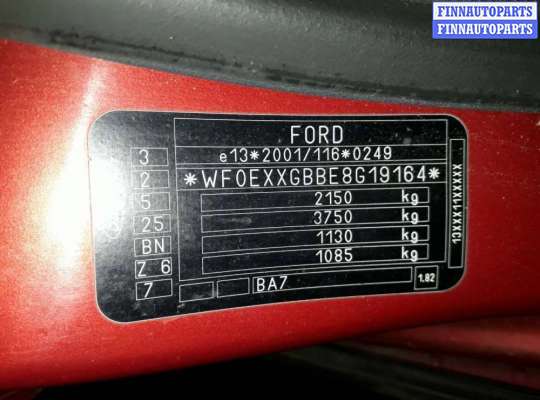 FINNAUTOPARTS
FINNAUTOPARTS
FORD
3
e13*2001/116*0249
2
*WF0EXXGBBE8G19164*
5
2150 kg
25
3750 kg
BN
1130 kg
Z 6
1085 kg
7
BA7
1.82
13XXX11XXXXX